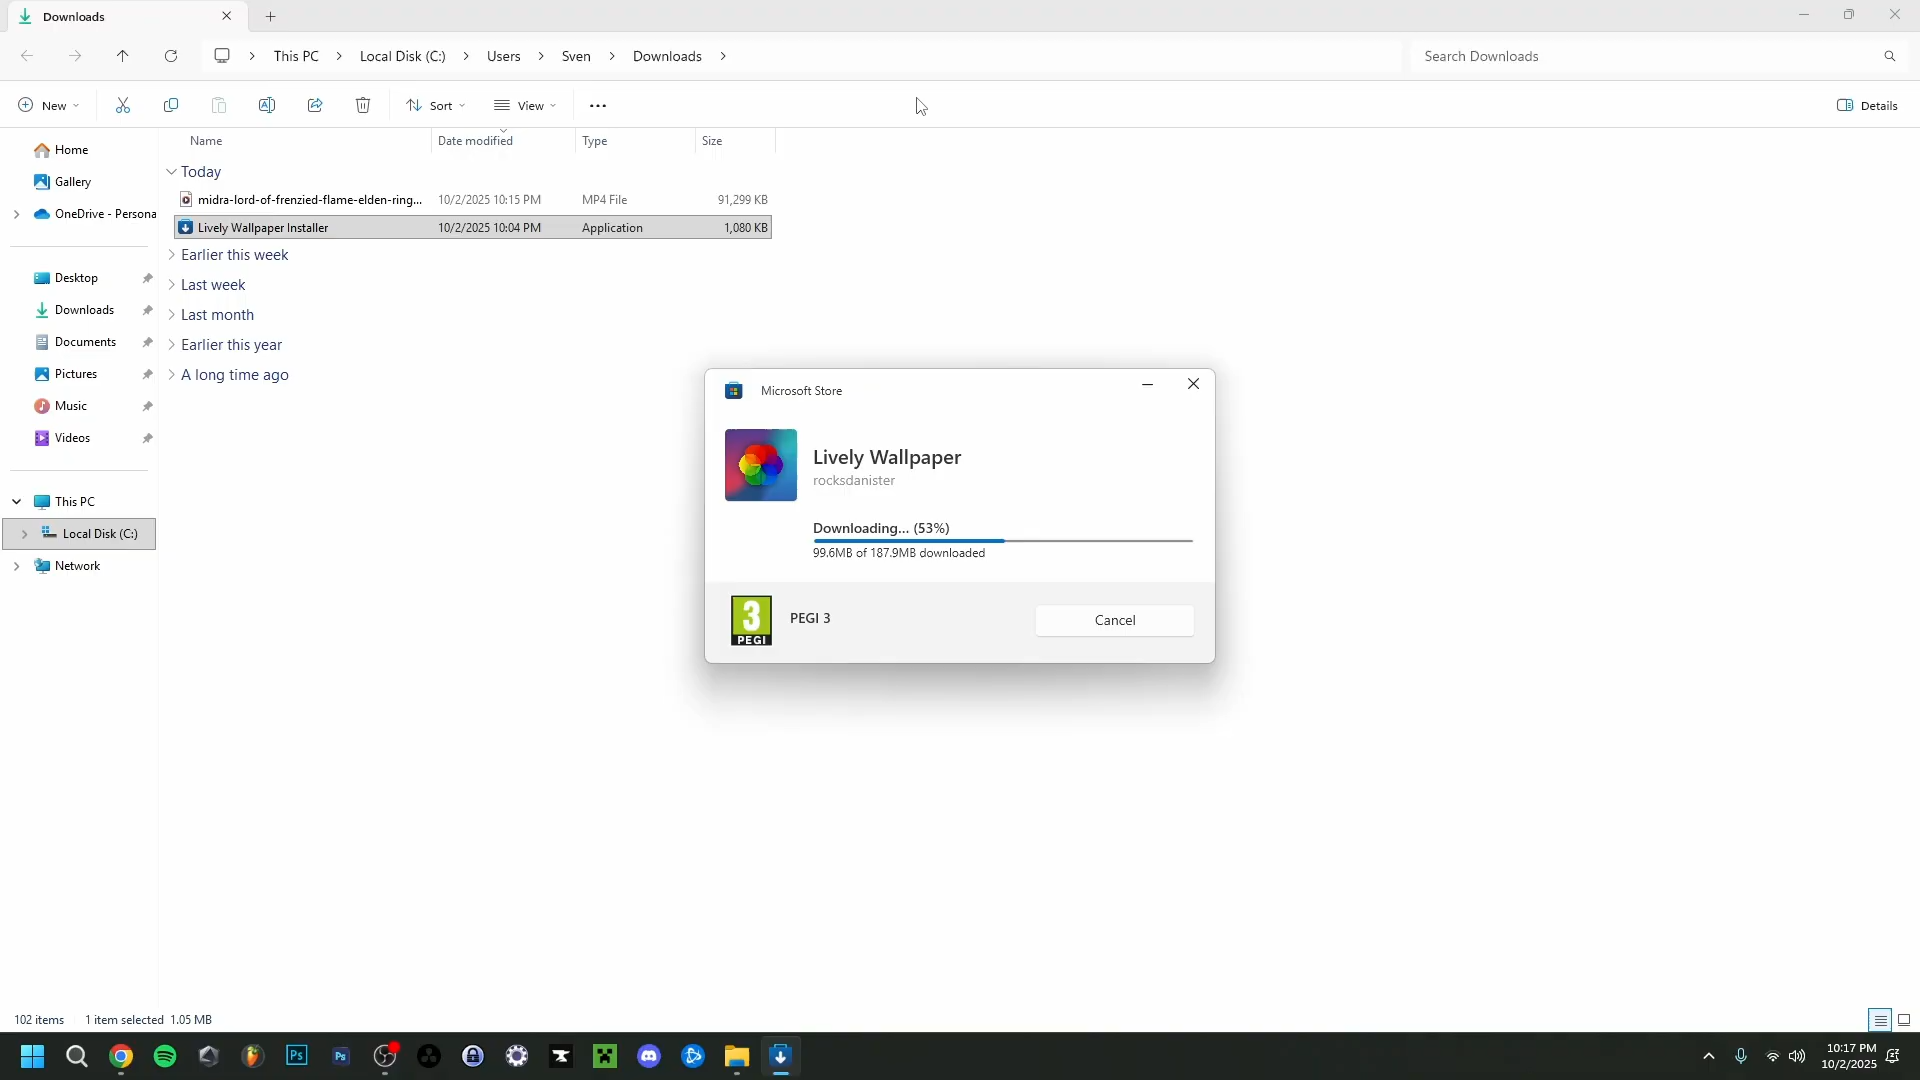 Downloads
This PC
Local Disk (C:)
Users
Sven
Downloads
Search Downloads
New
Sort
View
Details
Name
Date modified
Type
Size
Today
midra-lord-of-frenzied-flame-elden-ring... 10/2/2025 10:15 PM MP4 File 91,299 KB
Lively Wallpaper Installer 10/2/2025 10:04 PM Application 1,080 KB
Earlier this week
Last week
Last month
Earlier this year
A long time ago
Home
Gallery
OneDrive - Persona
Desktop
Downloads
Documents
Pictures
Music
Videos
This PC
Local Disk (C:)
Network
Microsoft Store
Lively Wallpaper
rocksdanister
Downloading... (53%)
99.6MB of 187.9MB downloaded
3
PEGI
PEGI 3
Cancel
102 items
1 item selected 1.05 MB
Ps
Ps
10:17 PM
10/2/2025